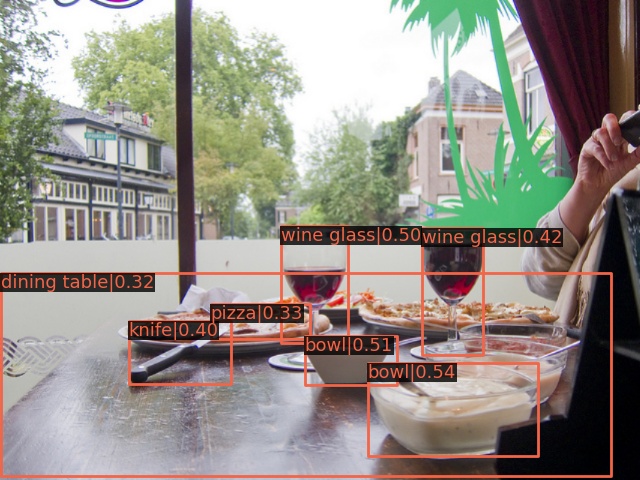 wine glass|0.50
wine glass|0.42
dining table|0.32
pizza|0.33
knife|0.40
bowl|0.51
bowl|0.54